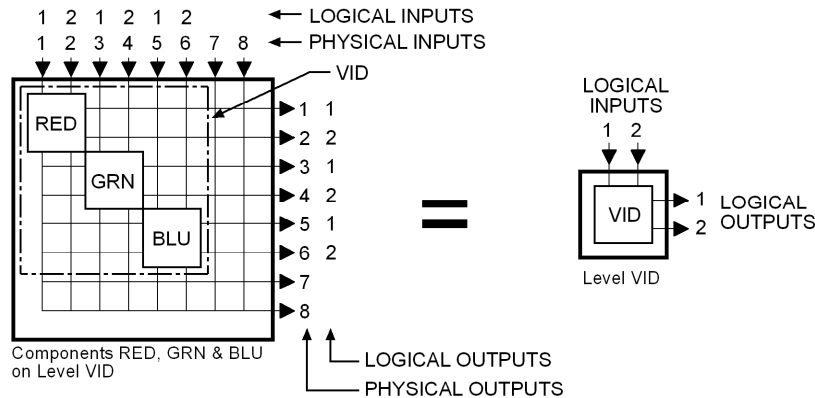 1 2 1 2 1 2 LOGICAL INPUTS
1 2 3 4 5 6 7 8 PHYSICAL INPUTS
VID
RED
GRN
BLU
1 1
2 2
3 1
4 2
5 1
6 2
7
8
Components RED, GRN & BLU
on Level VID
LOGICAL OUTPUTS
PHYSICAL OUTPUTS
=
LOGICAL
INPUTS
1 2
VID
1
2
LOGICAL
OUTPUTS
Level VID